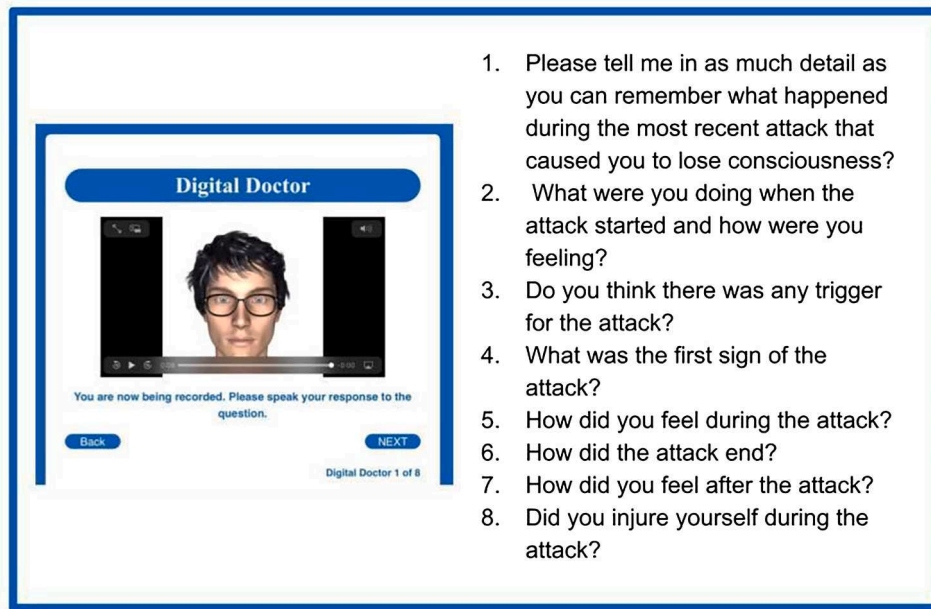 Digital Doctor
You are now being recorded. Please speak your response to the
question.
Back
NEXT
Digital Doctor 1 of 8
1. Please tell me in as much detail as
you can remember what happened
during the most recent attack that
caused you to lose consciousness?
2. What were you doing when the
attack started and how were you
feeling?
3. Do you think there was any trigger
for the attack?
4. What was the first sign of the
attack?
5. How did you feel during the attack?
6. How did the attack end?
7. How did you feel after the attack?
8. Did you injure yourself during the
attack?